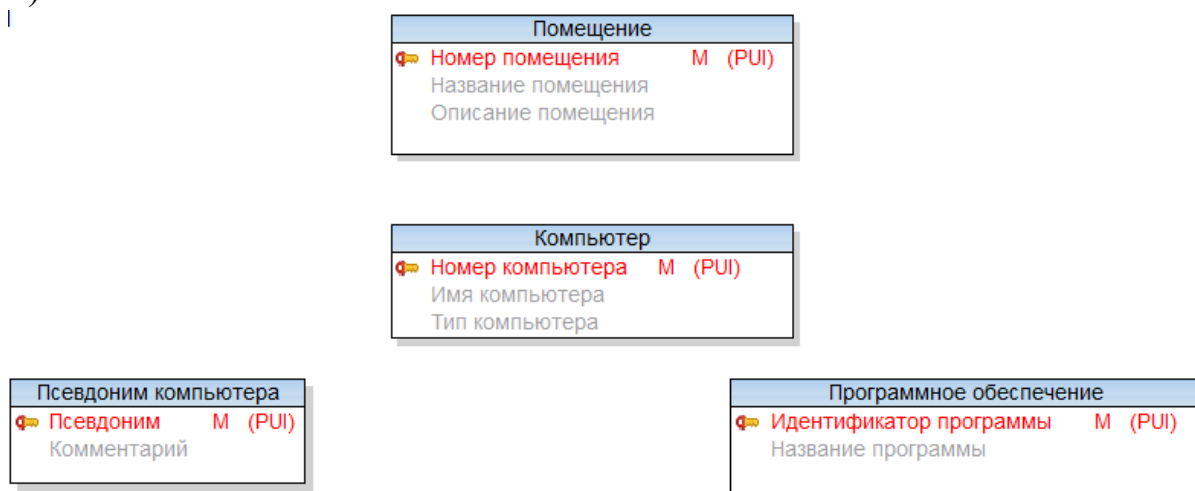 )
Помещение
Номер помещения M (PUI)
Название помещения
Описание помещения
Компьютер
Номер компьютера M (PUI)
Имя компьютера
Тип компьютера
Псевдоним компьютера
Псевдоним M (PUI)
Комментарий
Программное обеспечение
Идентификатор программы M (PUI)
Название программы